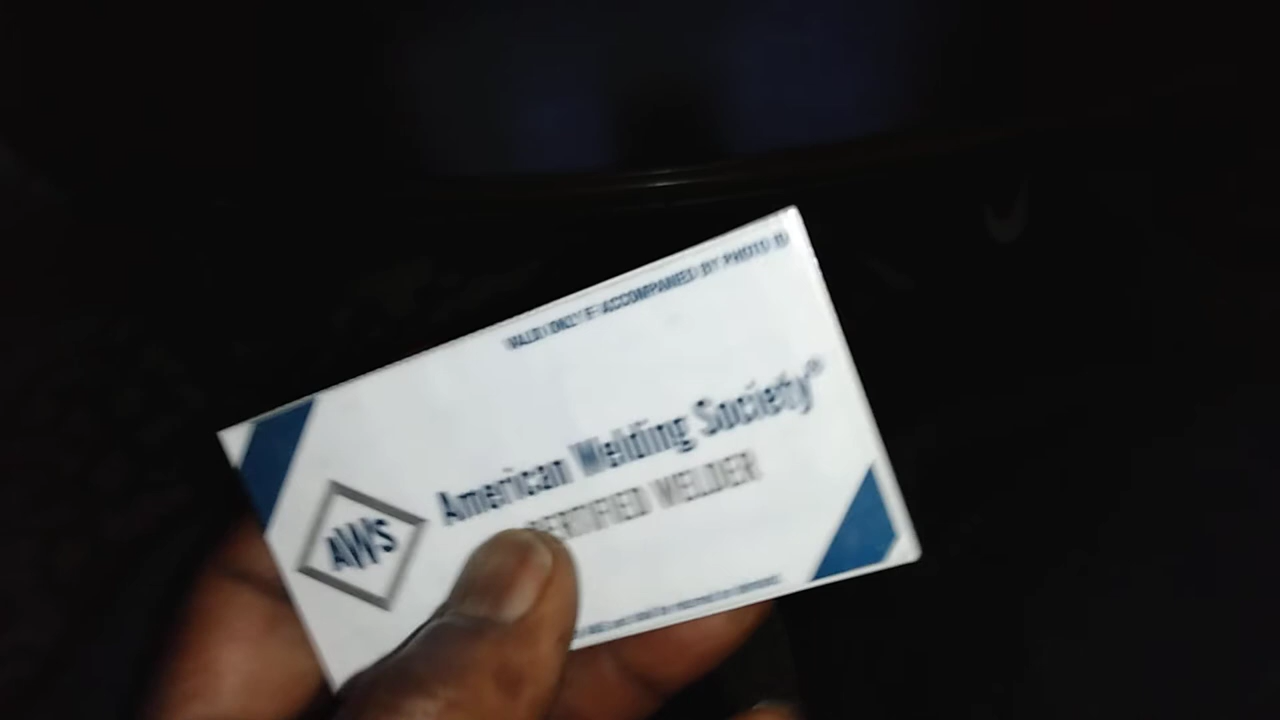 VALID ONLY IF ACCOMPANIED BY PHOTO ID
American Welding Society®
CERTIFIED WELDER
AWS